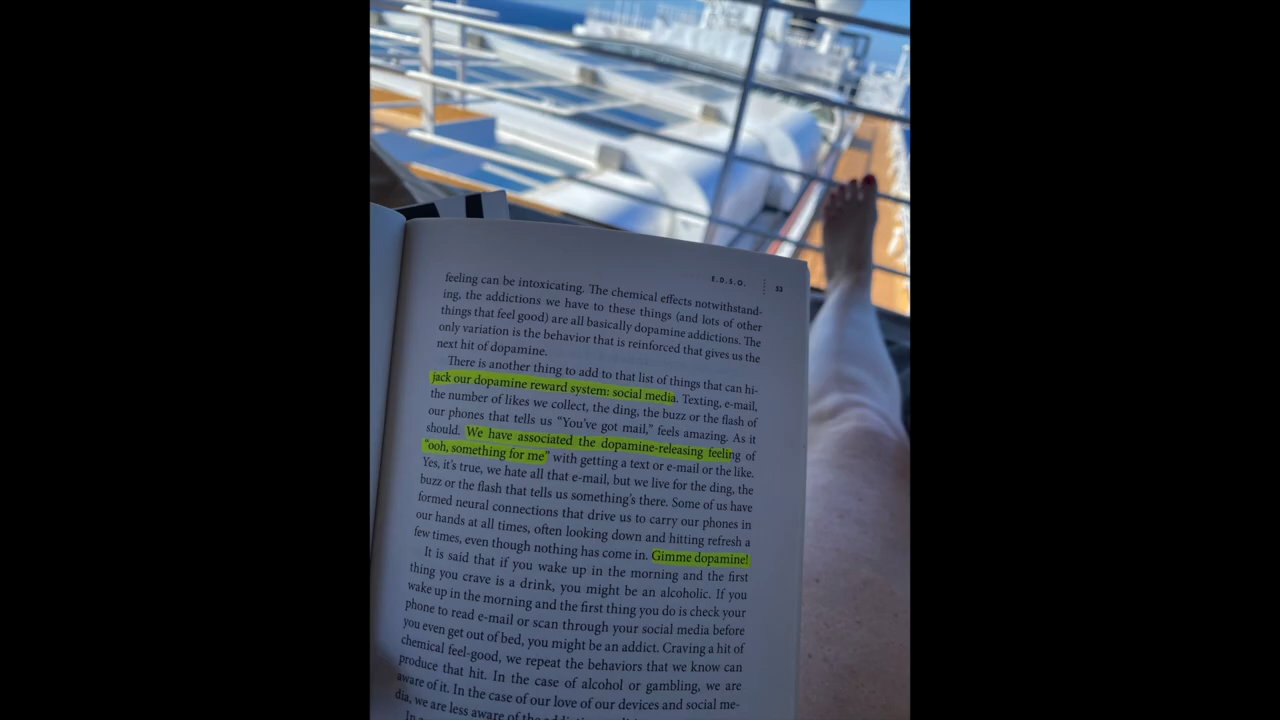 E.D.S.O. 53
feeling can be intoxicating. The chemical effects notwithstand-
ing, the addictions we have to these things (and lots of other
things that feel good) are all basically dopamine addictions. The
only variation is the behavior that is reinforced that gives us the
next hit of dopamine.
There is another thing to add to that list of things that can hi-
jack our dopamine reward system: social media. Texting, e-mail,
the number of likes we collect, the ding, the buzz or the flash of
our phones that tells us "You've got mail," feels amazing. As it
should. We have associated the dopamine-releasing feeling of
"ooh, something for me" with getting a text or e-mail or the like.
Yes, it's true, we hate all that e-mail, but we live for the ding, the
buzz or the flash that tells us something's there. Some of us have
formed neural connections that drive us to carry our phones in
our hands at all times, often looking down and hitting refresh a
few times, even though nothing has come in. Gimme dopamine!
It is said that if you wake up in the morning and the first
thing you crave is a drink, you might be an alcoholic. If you
wake up in the morning and the first thing you do is check your
phone to read e-mail or scan through your social media before
you even get out of bed, you might be an addict. Craving a hit of
chemical feel-good, we repeat the behaviors that we know can
produce that hit. In the case of alcohol or gambling, we are
aware of it. In the case of our love of our devices and social me-
dia, we are less aware of the